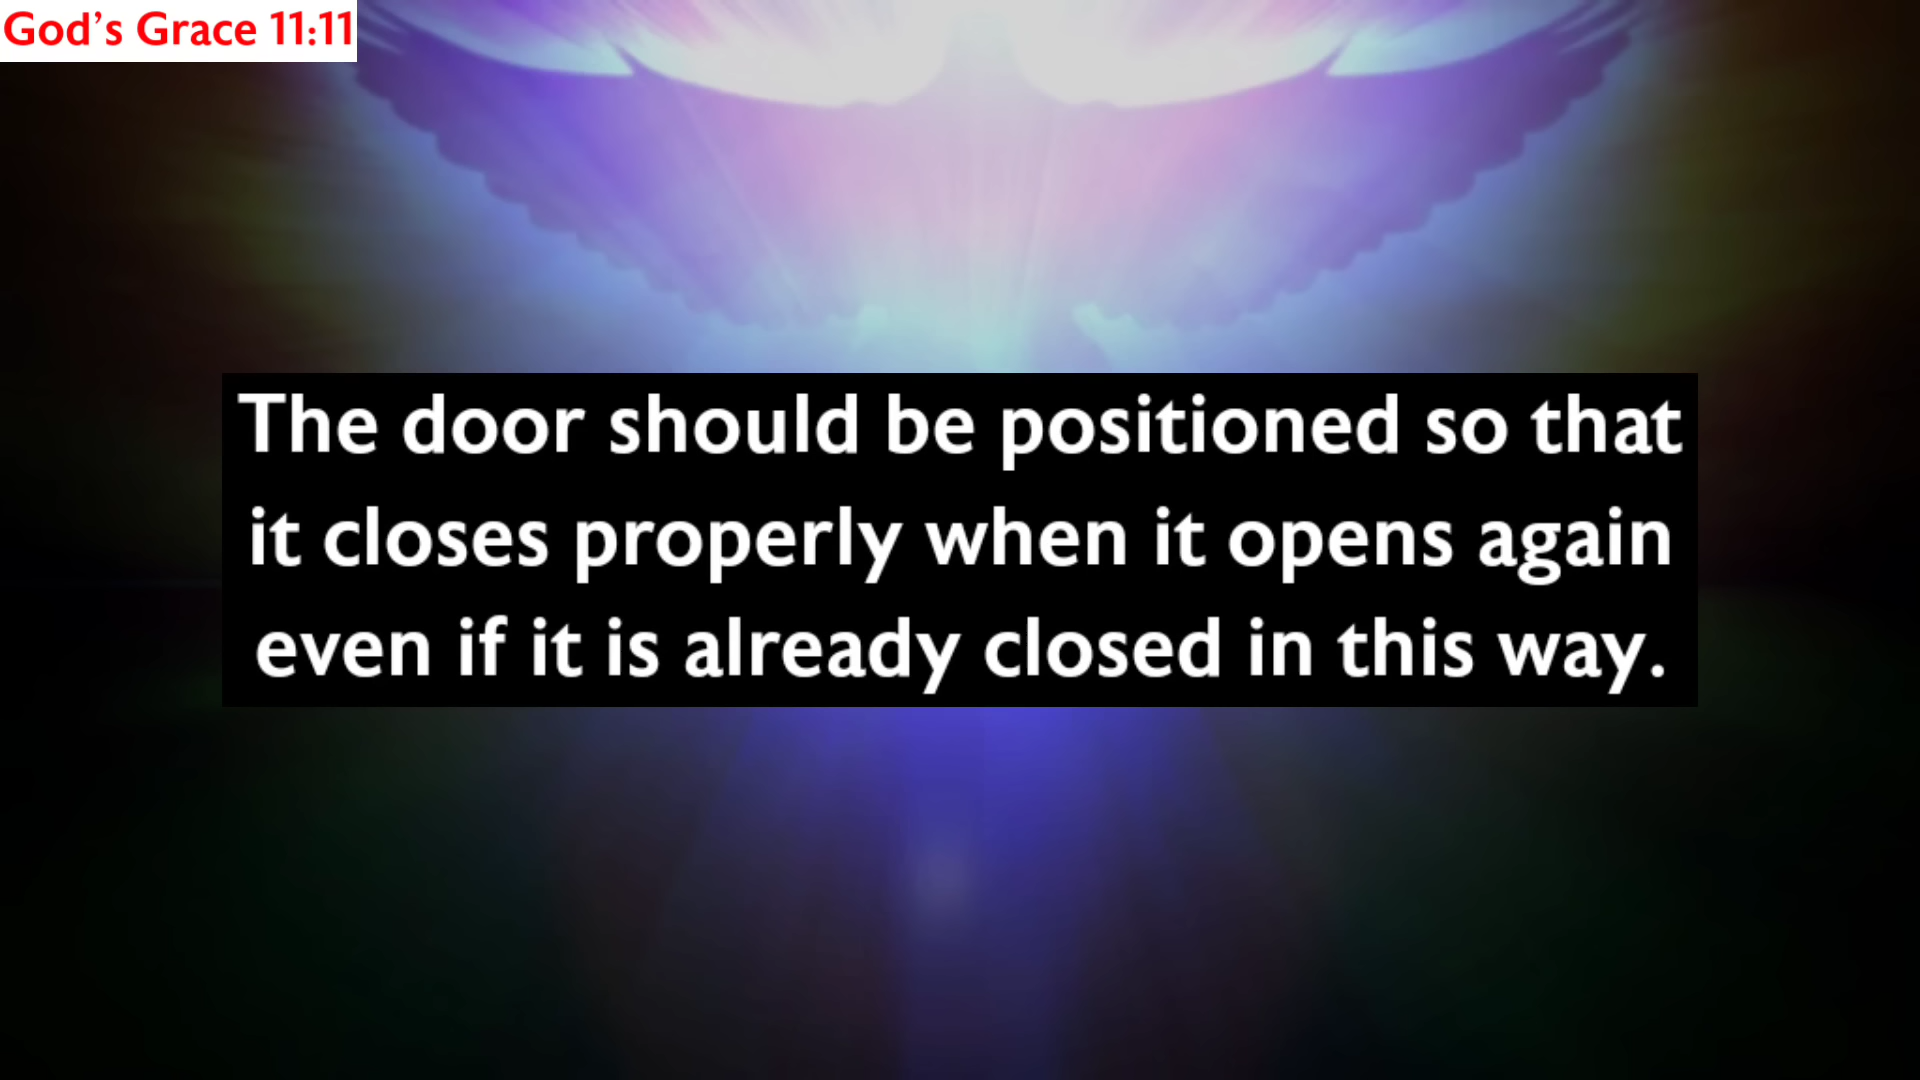 God's Grace 11:11
The door should be positioned so that
it closes properly when it opens again
even if it is already closed in this way.